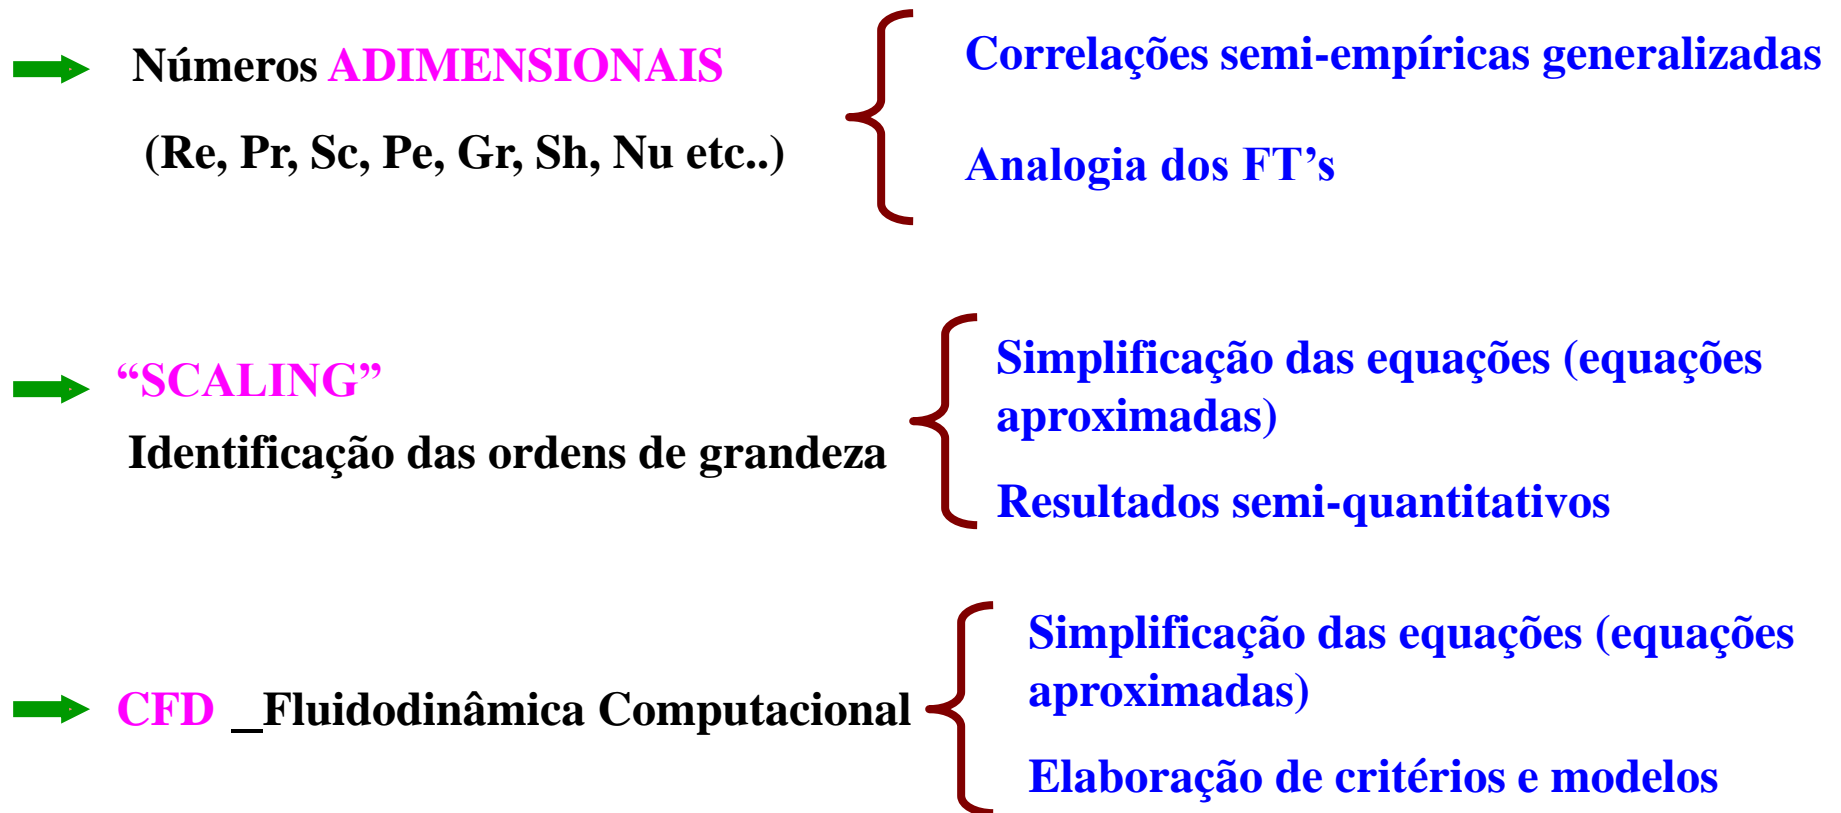 Números ADIMENSIONAIS
(Re, Pr, Sc, Pe, Gr, Sh, Nu etc..)
Correlações semi-empíricas generalizadas
Analogia dos FT’s
“SCALING”
Identificação das ordens de grandeza
Simplificação das equações (equações
aproximadas)
Resultados semi-quantitativos
CFD _Fluidodinâmica Computacional
Simplificação das equações (equações
aproximadas)
Elaboração de critérios e modelos